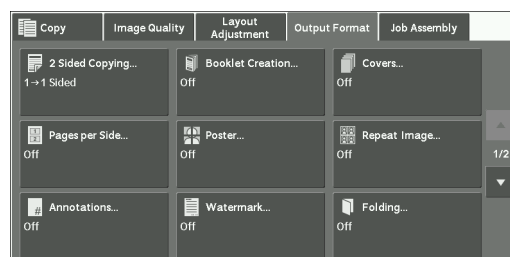 Copy
Image Quality
Layout
Adjustment
Output Format
Job Assembly
2 Sided Copying...
1→1 Sided
Booklet Creation...
Off
Covers...
Off
Pages per Side...
Off
Poster...
Off
Repeat Image...
Off
1/2
Annotations...
Off
Watermark...
Off
Folding...
Off